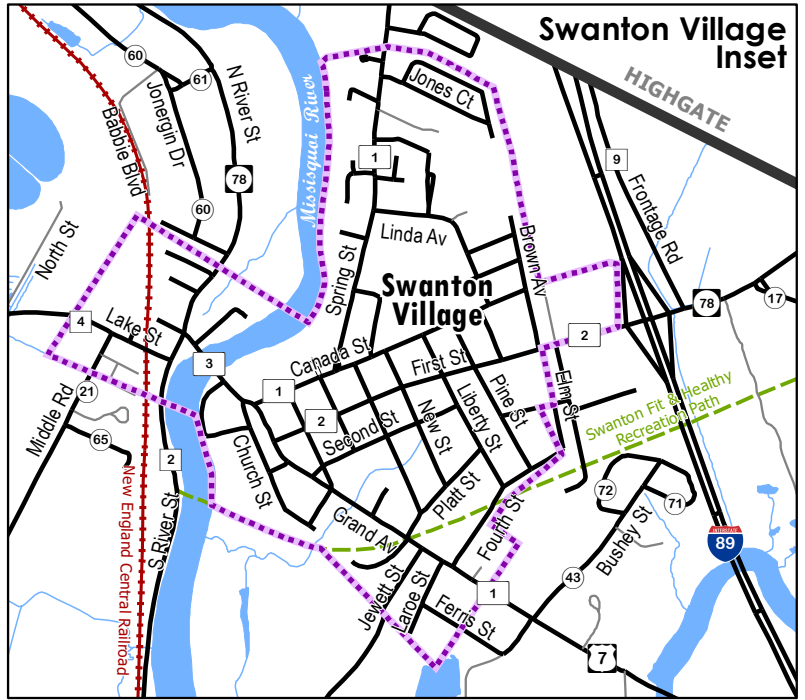 Swanton Village
Inset
HIGHGATE
60
61
N River St
Jonergin Dr
Babbie Blvd
Missisquoi River
Jones Ct
1
78
9
Frontage Rd
60
North St
Linda Av
Spring St
Brown Av
Swanton
Village
78
17
4
Lake St
3
2
Canada St
First St
1
2
Elm St
Pine St
Liberty St
New St
Second St
21
Middle Rd
65
Church St
Swanton Fit & Healthy
Recreation Path
2
S River St
New England Central Railroad
Grand Av
Platt St
Fourth St
72
71
Bushey St
INTERSTATE
89
Jewett St
Laroe St
Ferris St
1
43
7